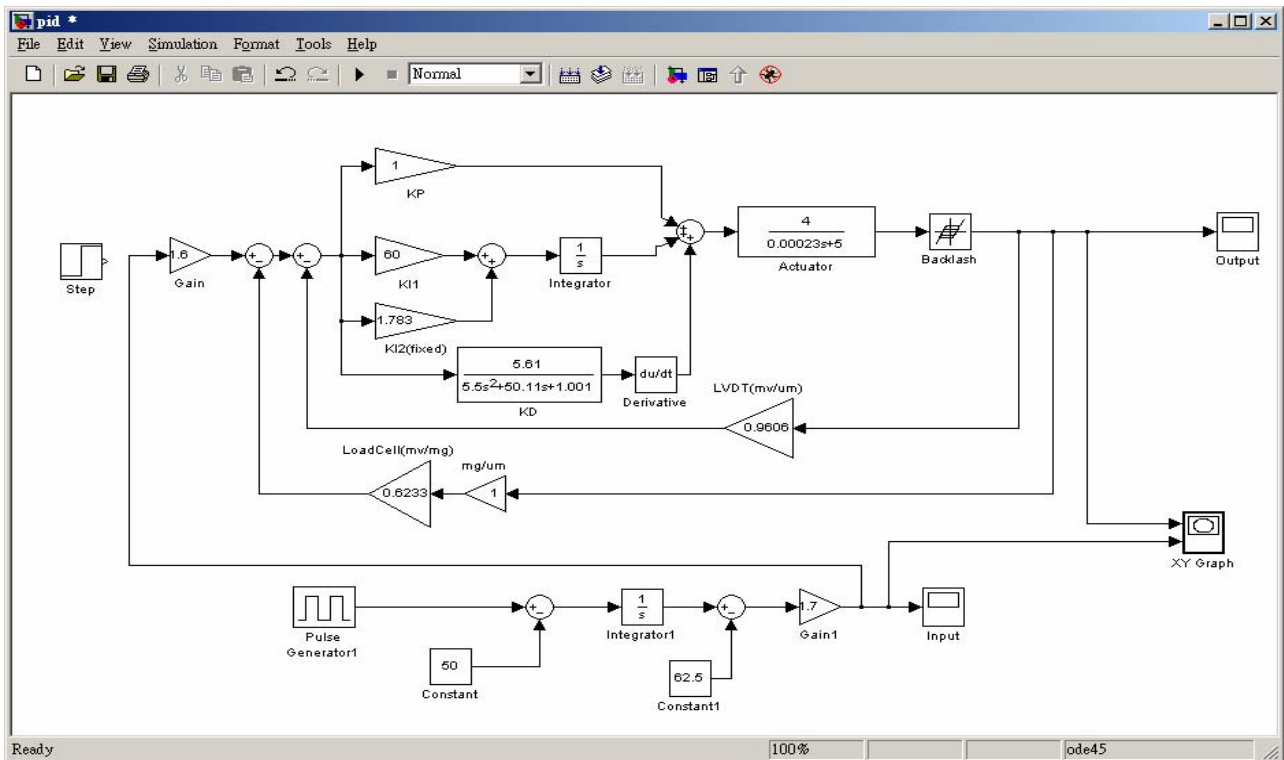 pid *
File Edit View Simulation Format Tools Help
Normal
1
KP
Step
1.6
Gain
60
KI1
1
s
Integrator
4
0.00023s+5
Actuator
Backlash
Output
1.783
KI2(fixed)
5.61
5.5s²+50.11s+1.001
KD
du/dt
Derivative
LVDT(mv/um)
0.9606
LoadCell(mv/mg)
0.6233
mg/um
1
XY Graph
Pulse
Generator1
1
s
Integrator1
1.7
Gain1
Input
50
Constant
62.5
Constant1
Ready 100% ode45